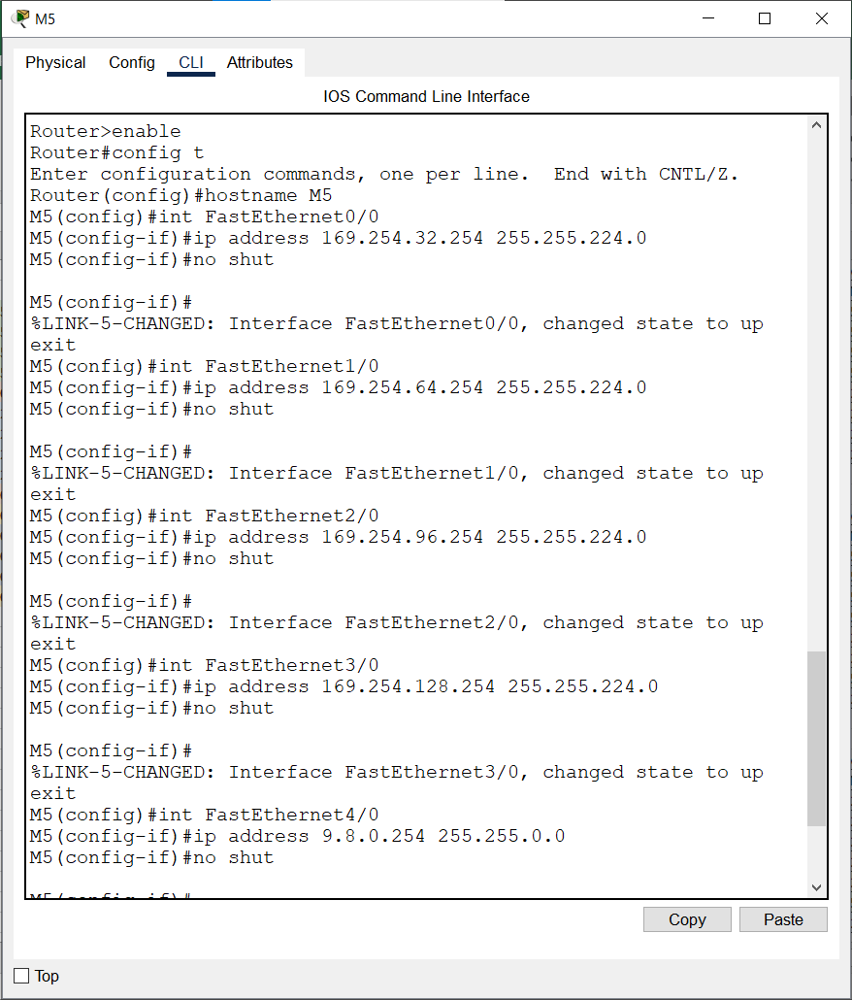 M5
Physical Config CLI Attributes
IOS Command Line Interface
Router>enable
Router#config t
Enter configuration commands, one per line.  End with CNTL/Z.
Router(config)#hostname M5
M5(config)#int FastEthernet0/0
M5(config-if)#ip address 169.254.32.254 255.255.224.0
M5(config-if)#no shut
M5(config-if)#
%LINK-5-CHANGED: Interface FastEthernet0/0, changed state to up
exit
M5(config)#int FastEthernet1/0
M5(config-if)#ip address 169.254.64.254 255.255.224.0
M5(config-if)#no shut
M5(config-if)#
%LINK-5-CHANGED: Interface FastEthernet1/0, changed state to up
exit
M5(config)#int FastEthernet2/0
M5(config-if)#ip address 169.254.96.254 255.255.224.0
M5(config-if)#no shut
M5(config-if)#
%LINK-5-CHANGED: Interface FastEthernet2/0, changed state to up
exit
M5(config)#int FastEthernet3/0
M5(config-if)#ip address 169.254.128.254 255.255.224.0
M5(config-if)#no shut
M5(config-if)#
%LINK-5-CHANGED: Interface FastEthernet3/0, changed state to up
exit
M5(config)#int FastEthernet4/0
M5(config-if)#ip address 9.8.0.254 255.255.0.0
M5(config-if)#no shut
M5(config-if)#
Copy Paste
Top